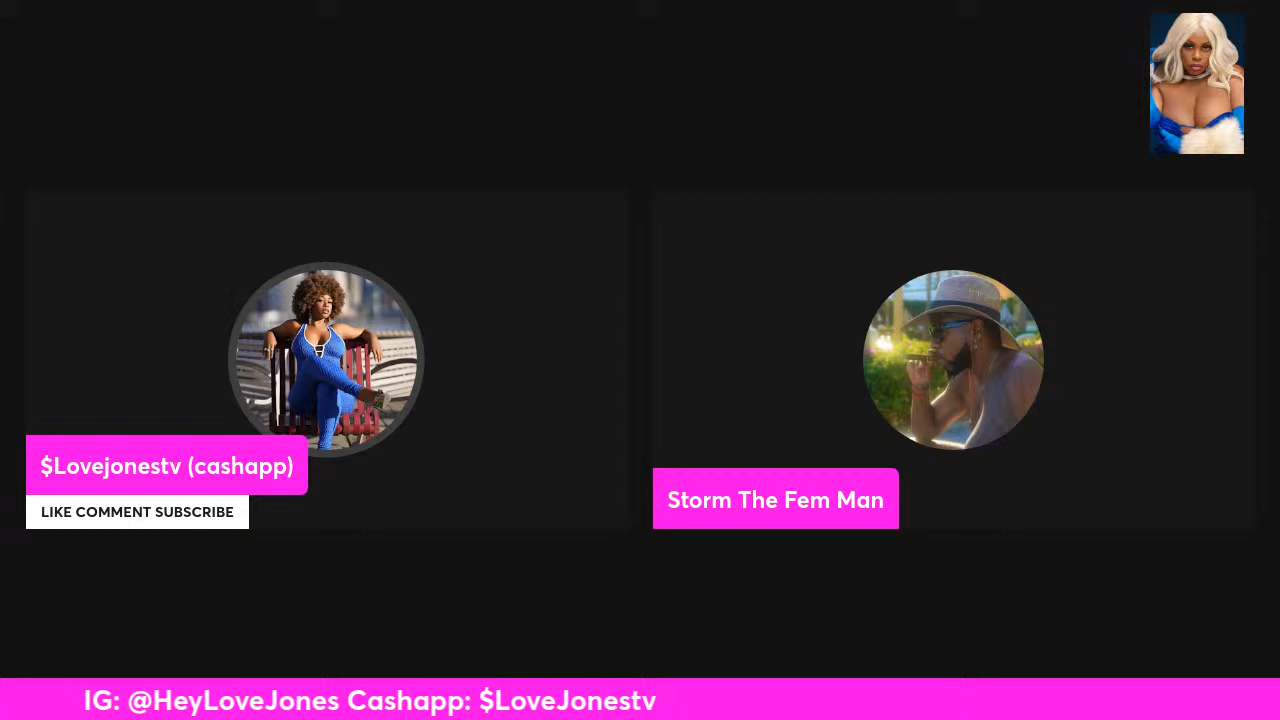 $Lovejonestv (cashapp)
LIKE COMMENT SUBSCRIBE
Storm The Fem Man
IG: @HeyLoveJones Cashapp: $LoveJonestv